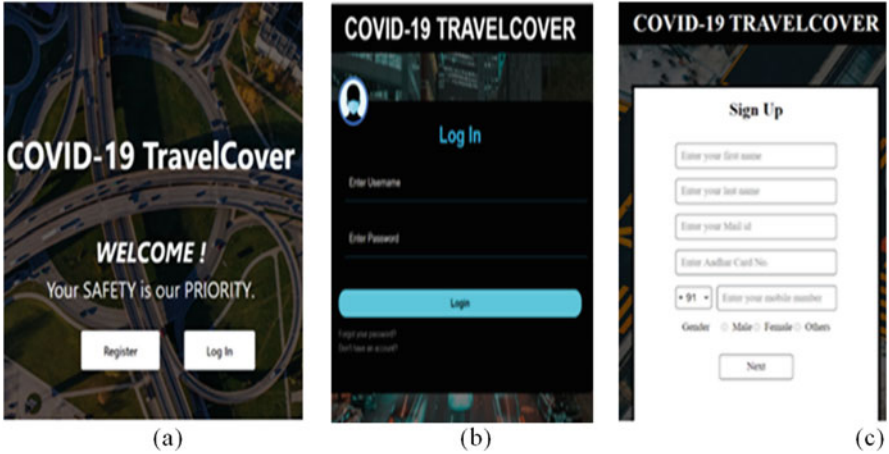 COVID-19 TravelCover
WELCOME !
Your SAFETY is our PRIORITY.
Register
Log In
(a)
COVID-19 TRAVELCOVER
Log In
Enter Username
Enter Password
Login
Forgot your password?
Don't have an account?
(b)
COVID-19 TRAVELCOVER
Sign Up
Enter your first name
Enter your last name
Enter your Mail id
Enter Aadhar Card No.
+ 91 Enter your mobile number
Gender Male Female Others
Next
(c)